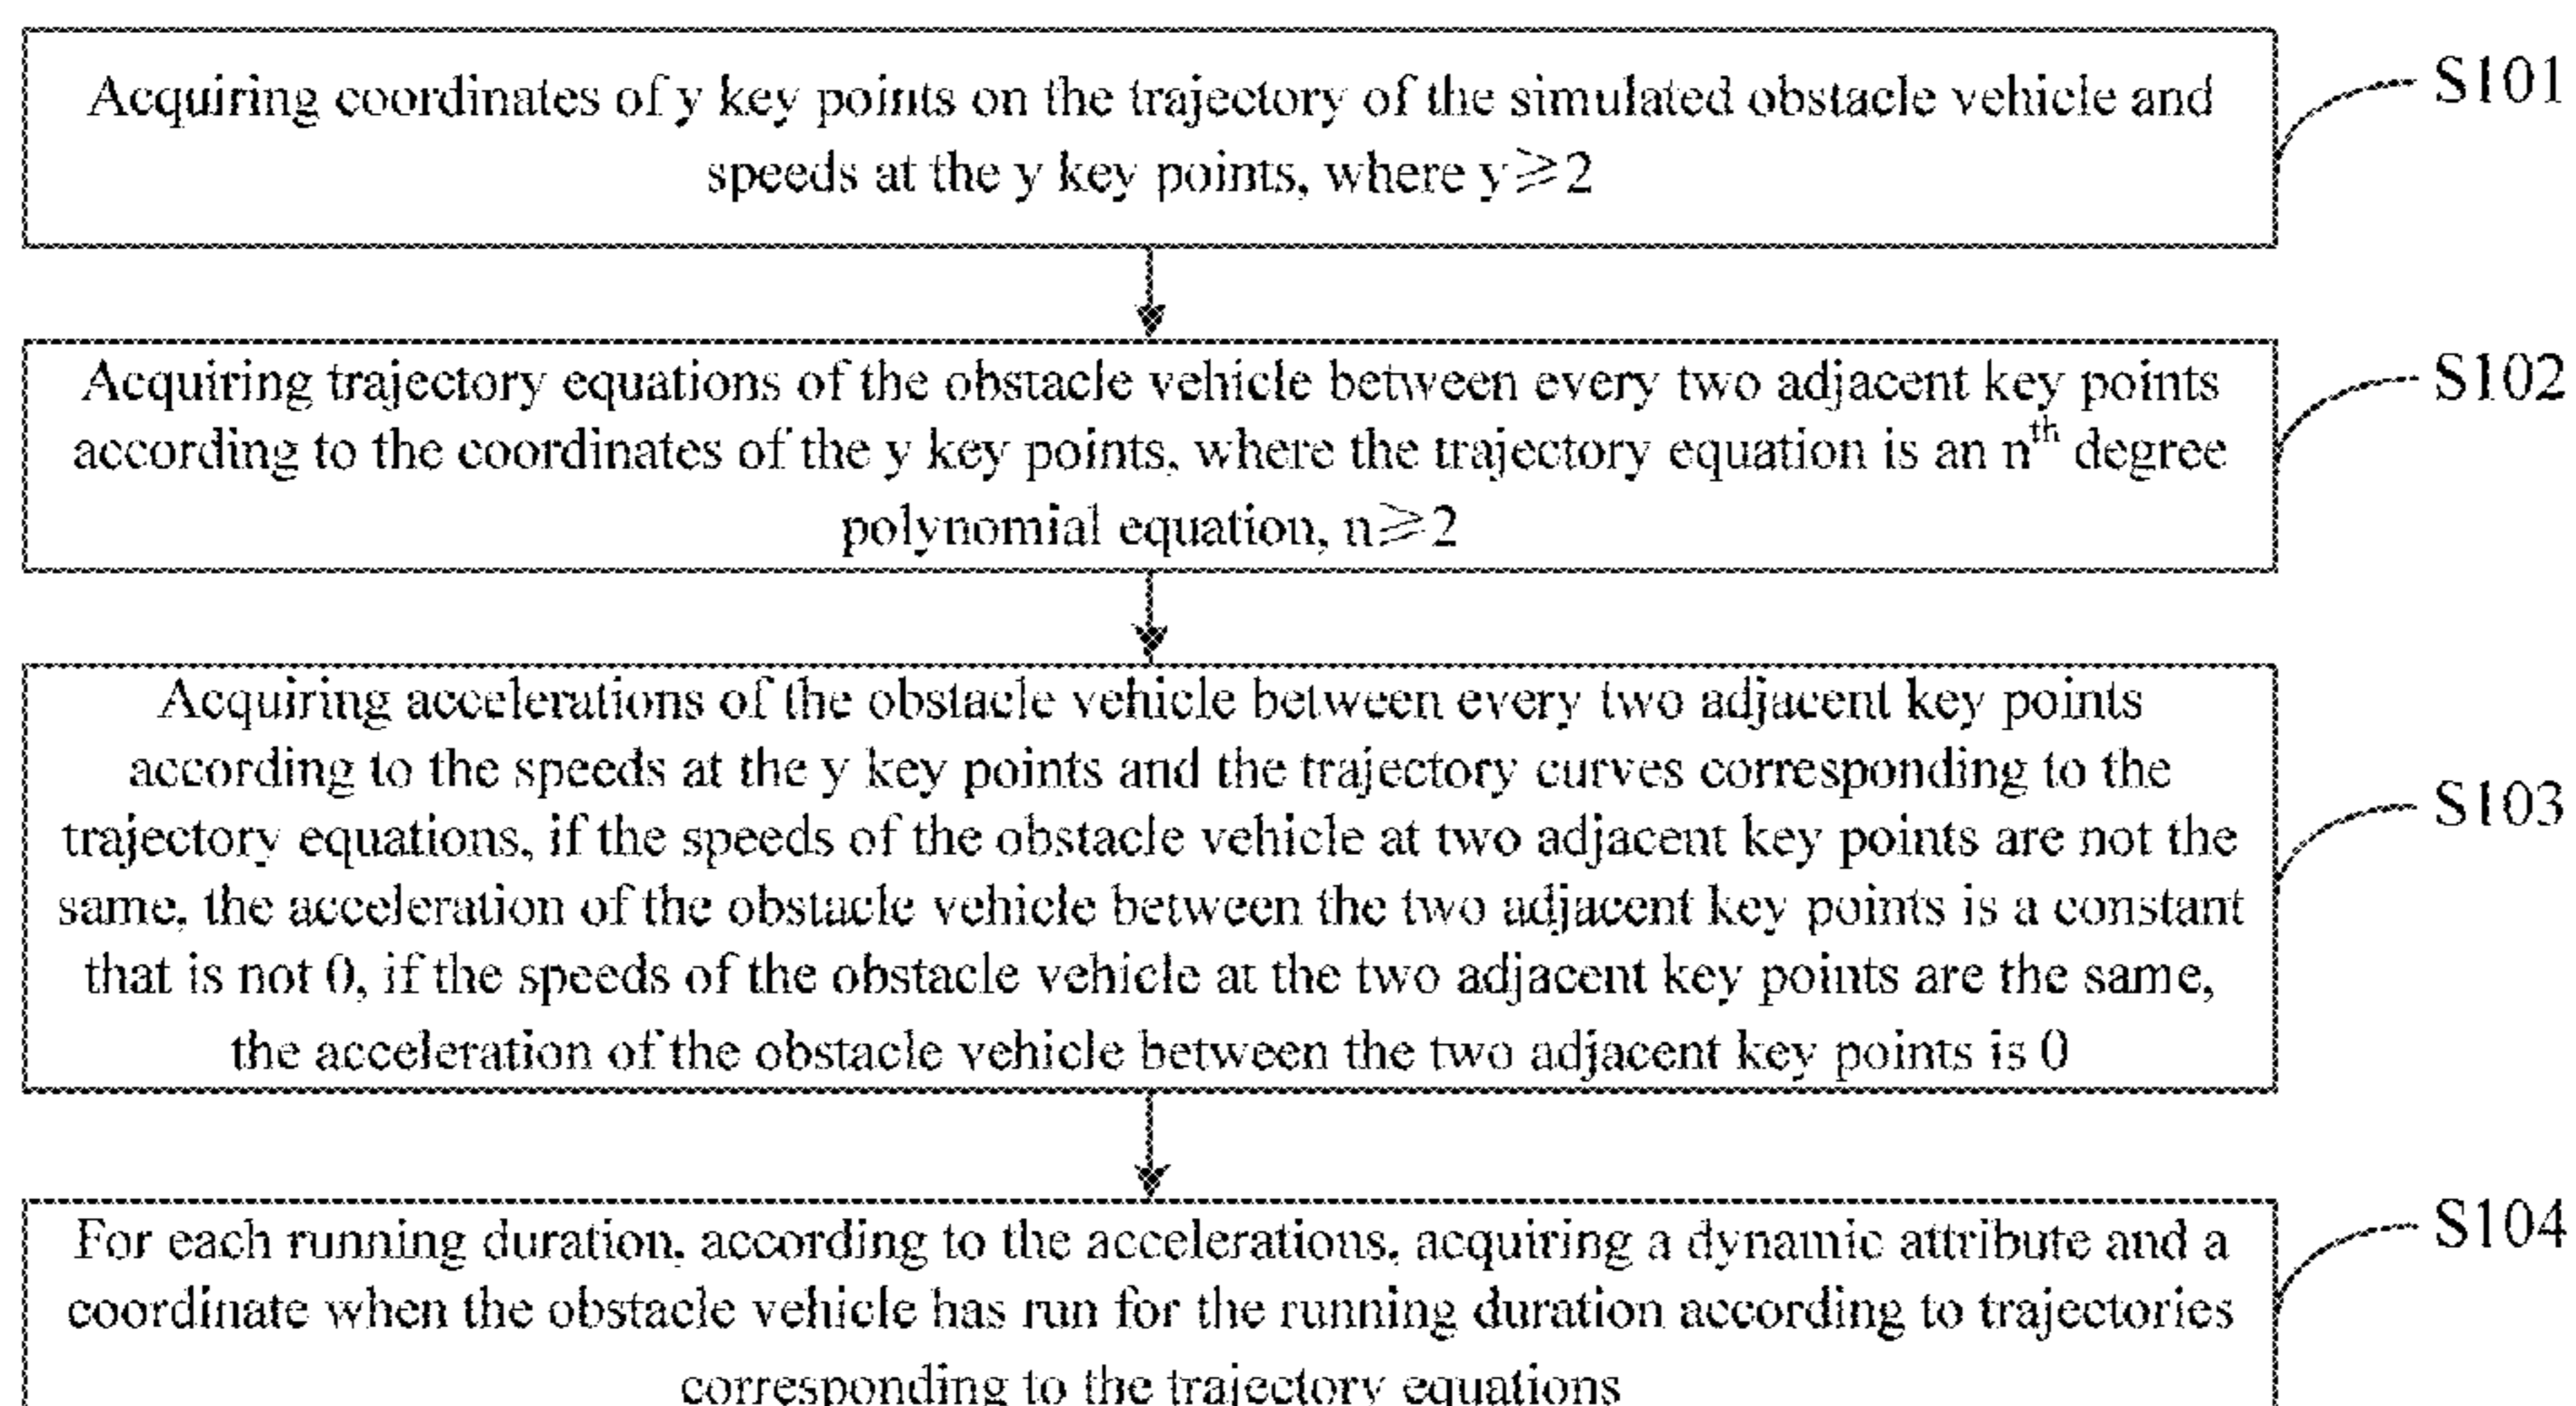 Acquiring coordinates of y key points on the trajectory of the simulated obstacle vehicle and
speeds at the y key points, where y⩾2
S101
Acquiring trajectory equations of the obstacle vehicle between every two adjacent key points
according to the coordinates of the y key points, where the trajectory equation is an nth degree
polynomial equation, n⩾2
S102
Acquiring accelerations of the obstacle vehicle between every two adjacent key points
according to the speeds at the y key points and the trajectory curves corresponding to the
trajectory equations, if the speeds of the obstacle vehicle at two adjacent key points are not the
same, the acceleration of the obstacle vehicle between the two adjacent key points is a constant
that is not 0, if the speeds of the obstacle vehicle at the two adjacent key points are the same,
the acceleration of the obstacle vehicle between the two adjacent key points is 0
S103
For each running duration, according to the accelerations, acquiring a dynamic attribute and a
coordinate when the obstacle vehicle has run for the running duration according to trajectories
corresponding to the trajectory equations
S104